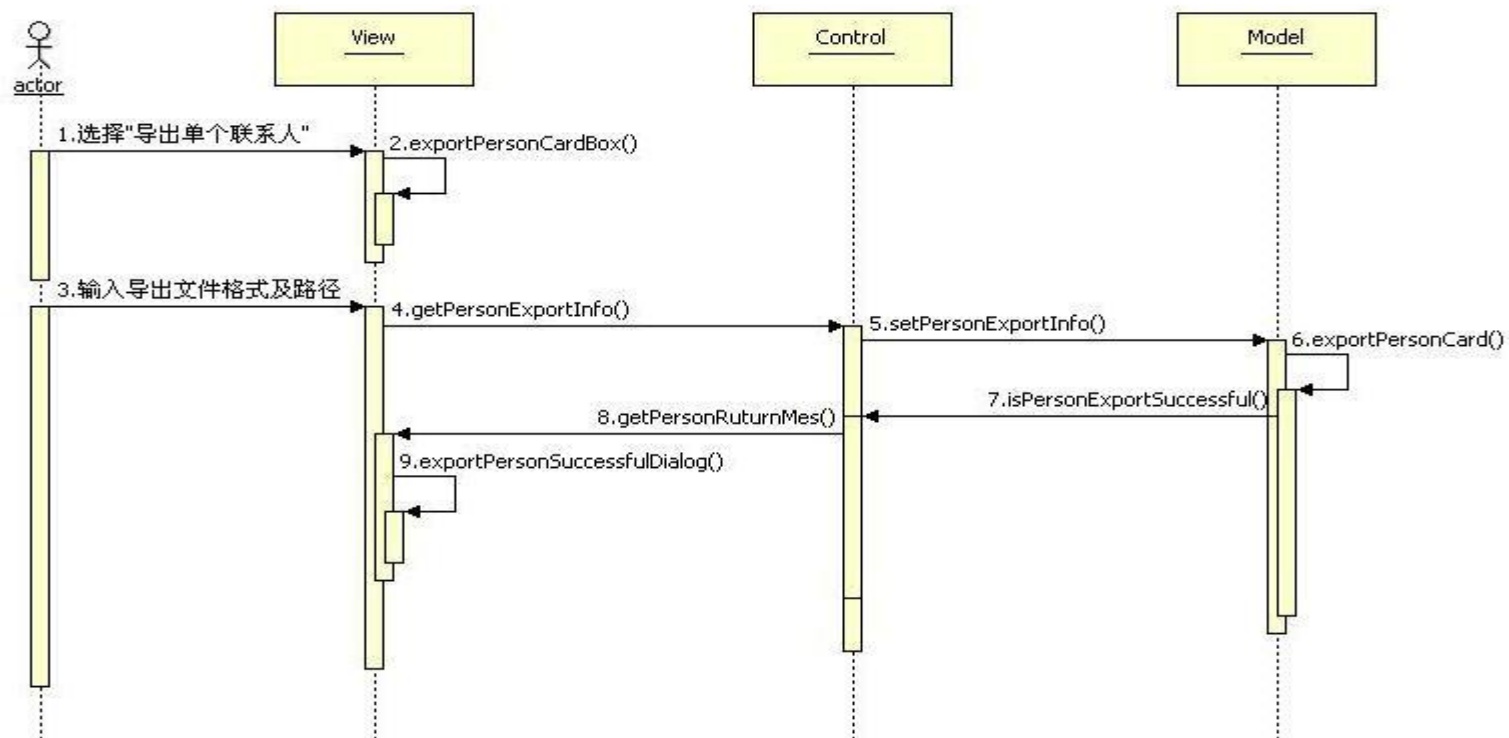 View
Control
Model
actor
1.选择"导出单个联系人"
2.exportPersonCardBox()
3.输入导出文件格式及路径
4.getPersonExportInfo()
5.setPersonExportInfo()
6.exportPersonCard()
7.isPersonExportSuccessful()
8.getPersonRuturnMes()
9.exportPersonSuccessfulDialog()